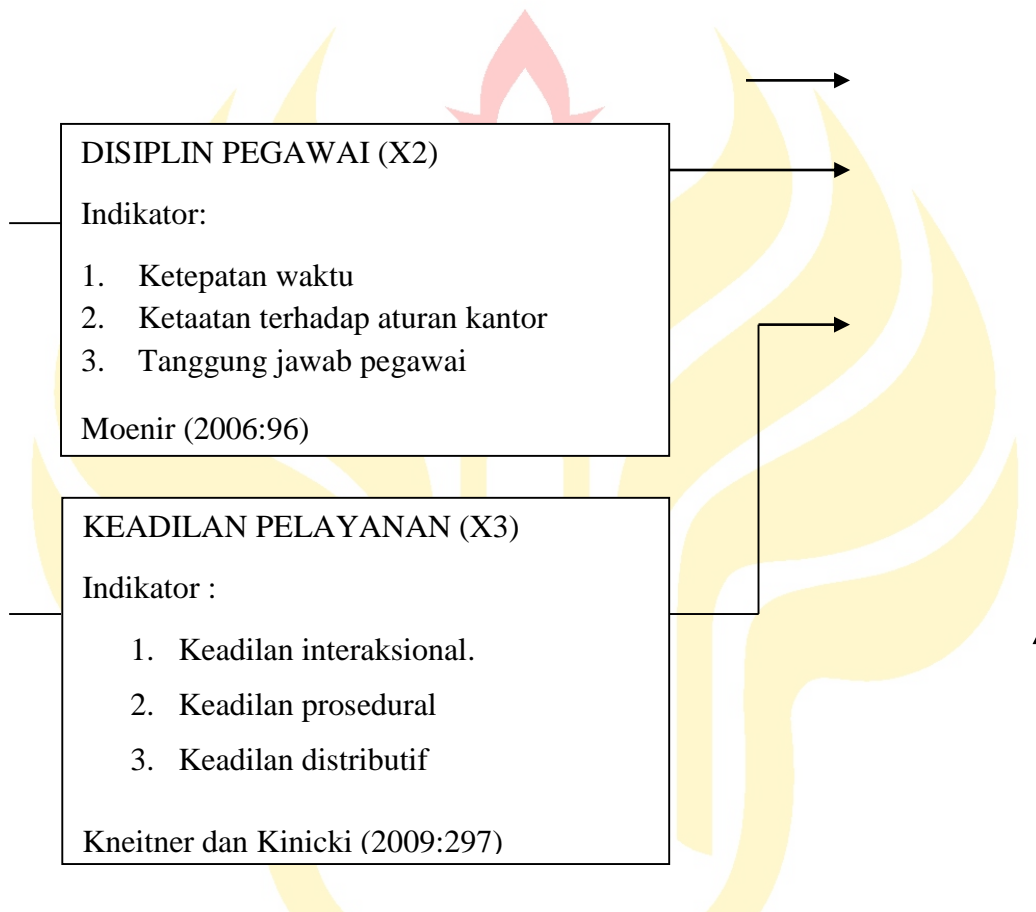 DISIPLIN PEGAWAI (X2)
Indikator:
1. Ketepatan waktu
2. Ketaatan terhadap aturan kantor
3. Tanggung jawab pegawai
Moenir (2006:96)
KEADILAN PELAYANAN (X3)
Indikator :
1. Keadilan interaksional.
2. Keadilan prosedural
3. Keadilan distributif
Kneitner dan Kinicki (2009:297)